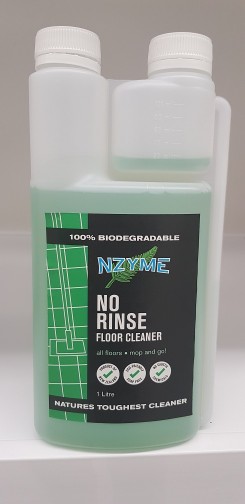 100% BIODEGRADABLE
NZYME
NO
RINSE
FLOOR CLEANER
all floors • mop and go!
1 Litre
NATURES TOUGHEST CLEANER